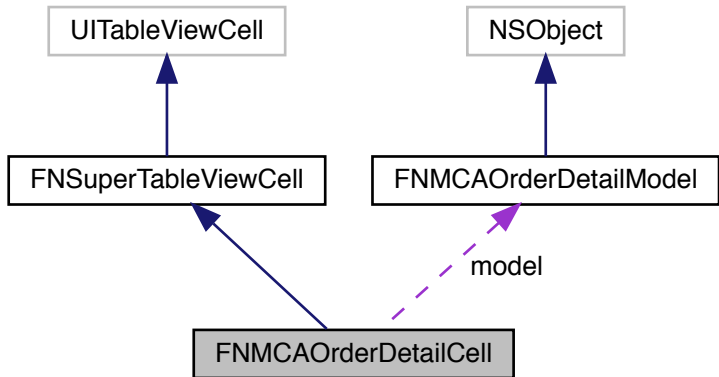 UITableViewCell
NSObject
FNSuperTableViewCell
FNMCAOrderDetailModel
model
FNMCAOrderDetailCell